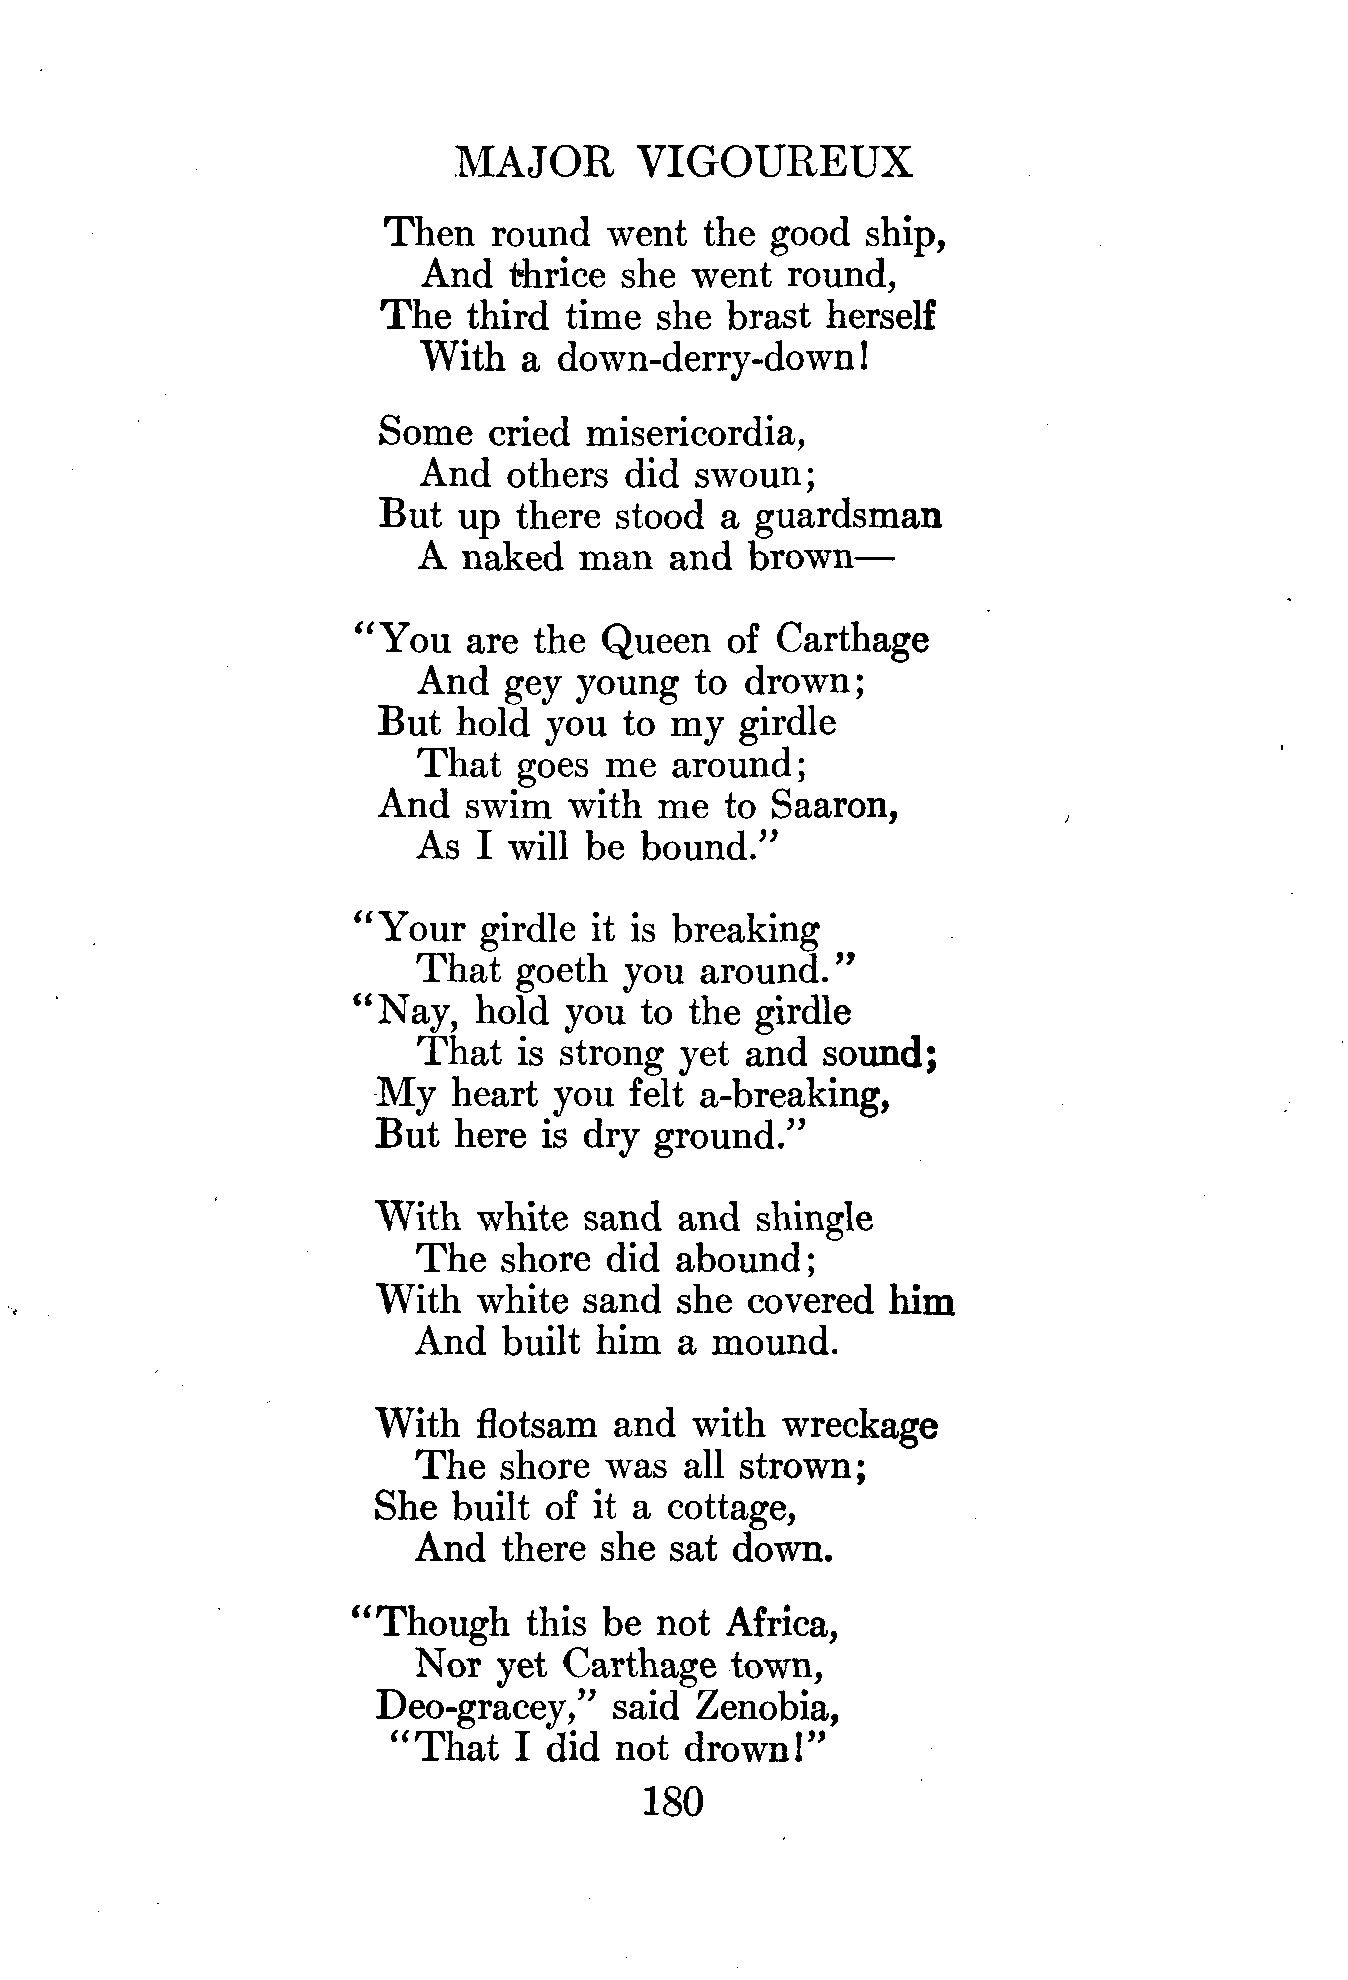 MAJOR VIGOUREUX
Then round went the good ship,
And thrice she went round,
The third time she brast herself
With a down-derry-down!
Some cried misericordia,
And others did swoun;
But up there stood a guardsman
A naked man and brown—
"You are the Queen of Carthage
And gey young to drown;
But hold you to my girdle
That goes me around;
And swim with me to Saaron,
As I will be bound."
"Your girdle it is breaking
That goeth you around."
"Nay, hold you to the girdle
That is strong yet and sound;
My heart you felt a-breaking,
But here is dry ground."
With white sand and shingle
The shore did abound;
With white sand she covered him
And built him a mound.
With flotsam and with wreckage
The shore was all strown;
She built of it a cottage,
And there she sat down.
"Though this be not Africa,
Nor yet Carthage town,
Deo-gracey," said Zenobia,
"That I did not drown!"
180